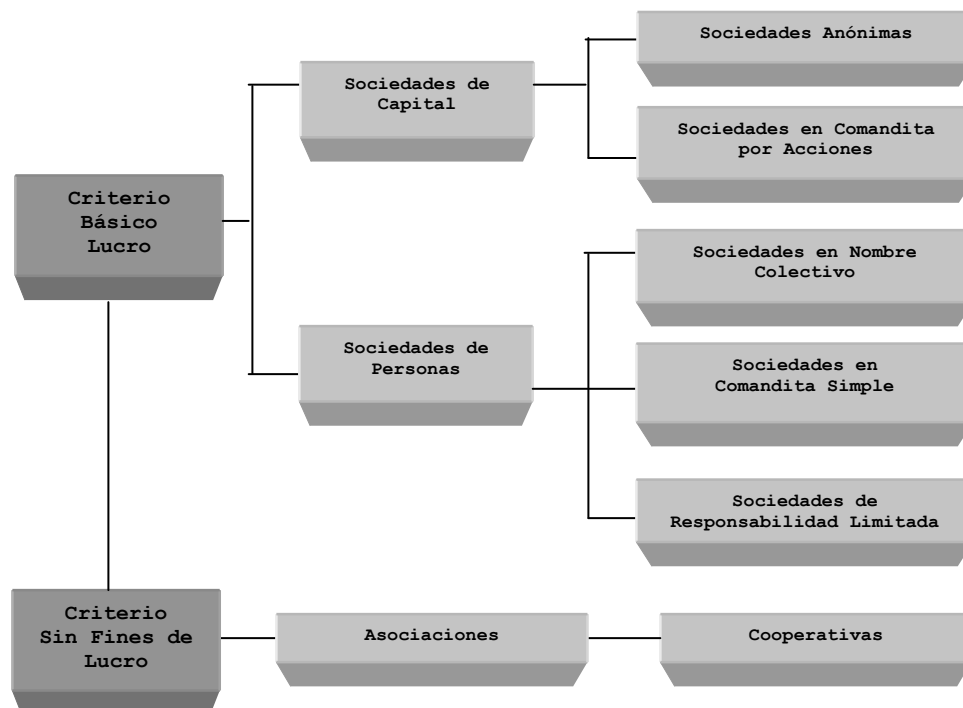 Sociedades Anónimas
Sociedades de
Capital
Sociedades en Comandita
por Acciones
Criterio
Básico
Lucro
Sociedades en Nombre
Colectivo
Sociedades de
Personas
Sociedades en
Comandita Simple
Sociedades de
Responsabilidad Limitada
Criterio
Sin Fines de
Lucro
Asociaciones
Cooperativas